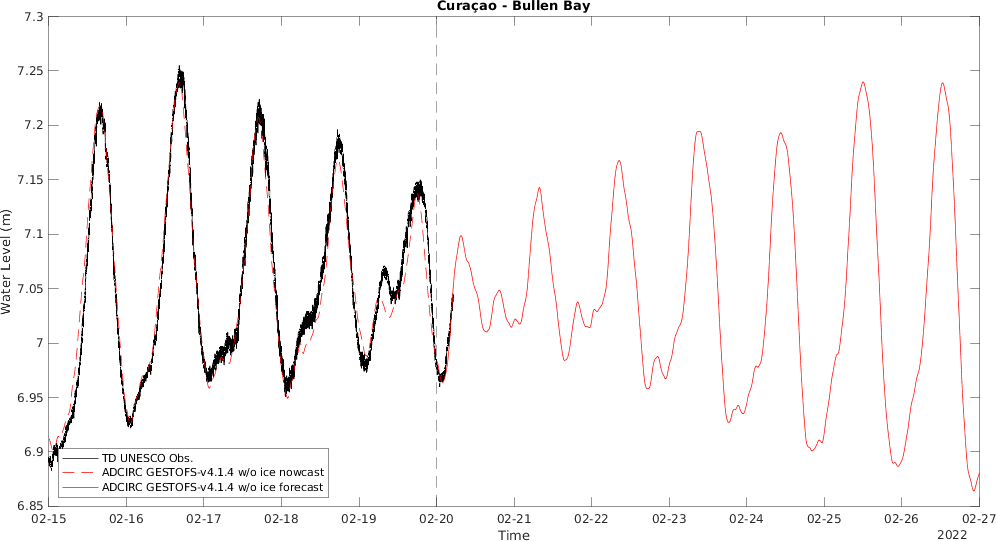 Curaçao - Bullen Bay
7.3
7.25
7.2
7.15
7.1
7.05
7
6.95
6.9
6.85
Water Level (m)
TD UNESCO Obs.
ADCIRC GESTOFS-v4.1.4 w/o ice nowcast
ADCIRC GESTOFS-v4.1.4 w/o ice forecast
02-15 02-16 02-17 02-18 02-19 02-20 02-21 02-22 02-23 02-24 02-25 02-26 02-27
Time
2022